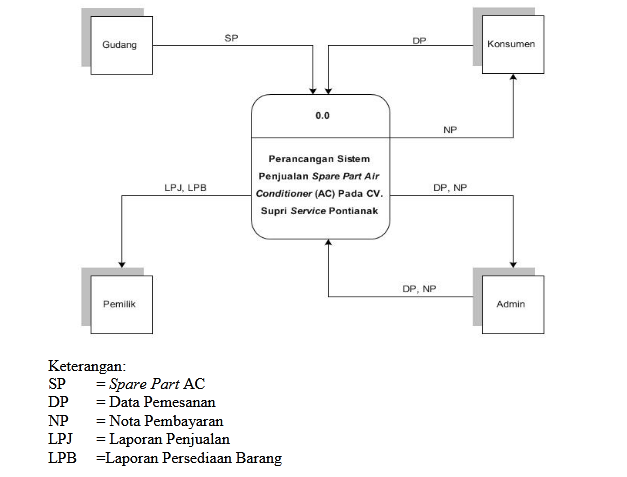 Gudang
SP
DP
Konsumen
0.0
NP
Perancangan Sistem
Penjualan Spare Part Air
Conditioner (AC) Pada CV.
Supri Service Pontianak
LPJ, LPB
DP, NP
Pemilik
DP, NP
Admin
Keterangan:
SP = Spare Part AC
DP = Data Pemesanan
NP = Nota Pembayaran
LPJ = Laporan Penjualan
LPB =Laporan Persediaan Barang